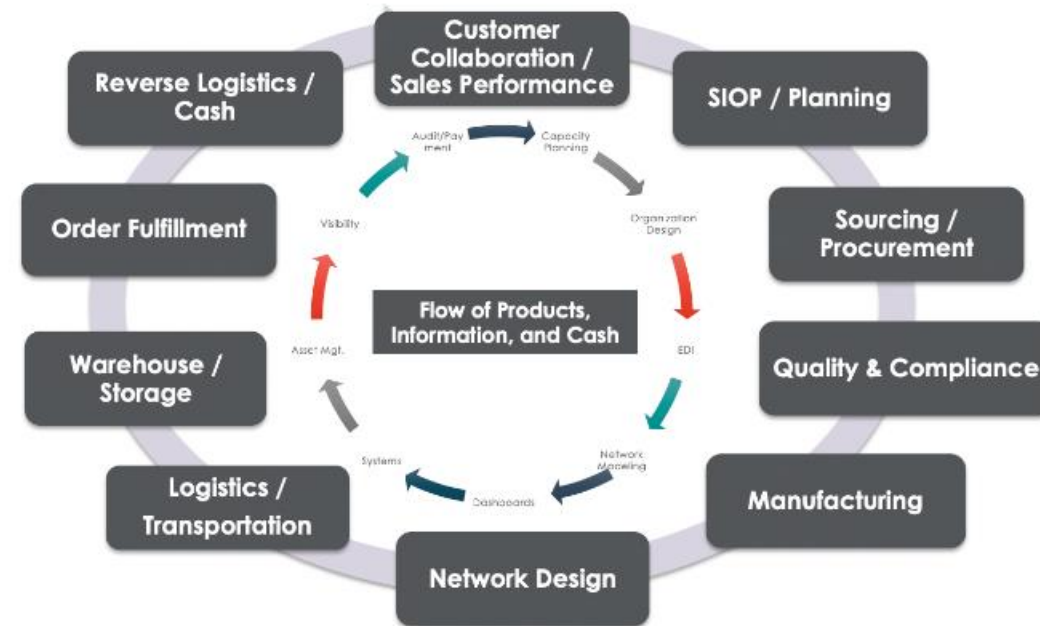 Customer
Collaboration /
Sales Performance
SIOP / Planning
Sourcing /
Procurement
Quality & Compliance
Manufacturing
Network Design
Logistics /
Transportation
Warehouse /
Storage
Order Fulfillment
Reverse Logistics /
Cash
Capacity
Planning
Organization
Design
EDI
Network
Modeling
Dashboards
Systems
Asset Mgt.
Visibility
Audit/Pay
ment
Flow of Products,
Information, and Cash